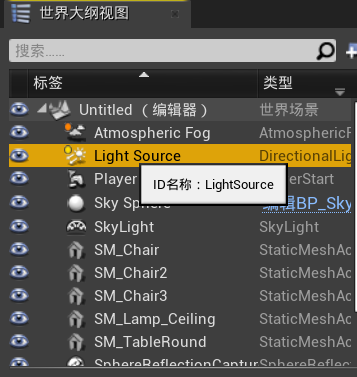 世界大纲视图
搜索......
标签 类型
Untitled（编辑器） 世界场景
Atmospheric Fog AtmosphericF
Light Source DirectionalLig
Player ID名称：LightSource erStart
Sky Sphere 编辑BP_Sky
SkyLight SkyLight
SM_Chair StaticMeshAc
SM_Chair2 StaticMeshAc
SM_Chair3 StaticMeshAc
SM_Lamp_Ceiling StaticMeshAc
SM_TableRound StaticMeshAc
SphereReflectionCaptur SphereReflec